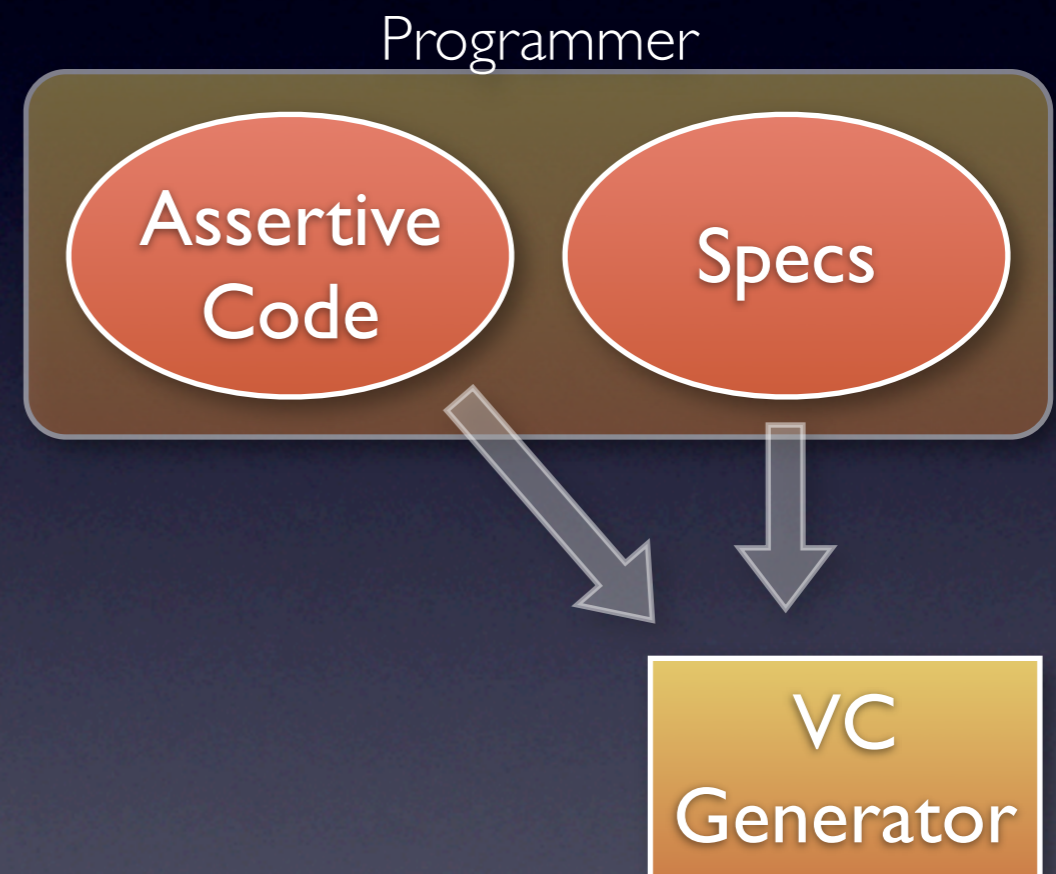 Programmer
Assertive
Code
Specs
VC
Generator